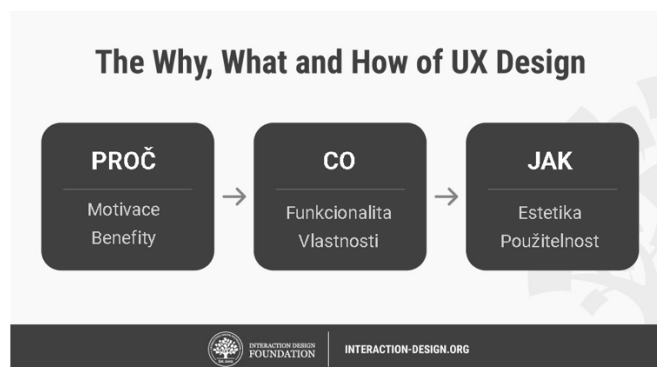 The Why, What and How of UX Design
PROČ
Motivace
Benefity
CO
Funkcionalita
Vlastnosti
JAK
Estetika
Použitelnost
INTERACTION DESIGN
FOUNDATION
INTERACTION-DESIGN.ORG